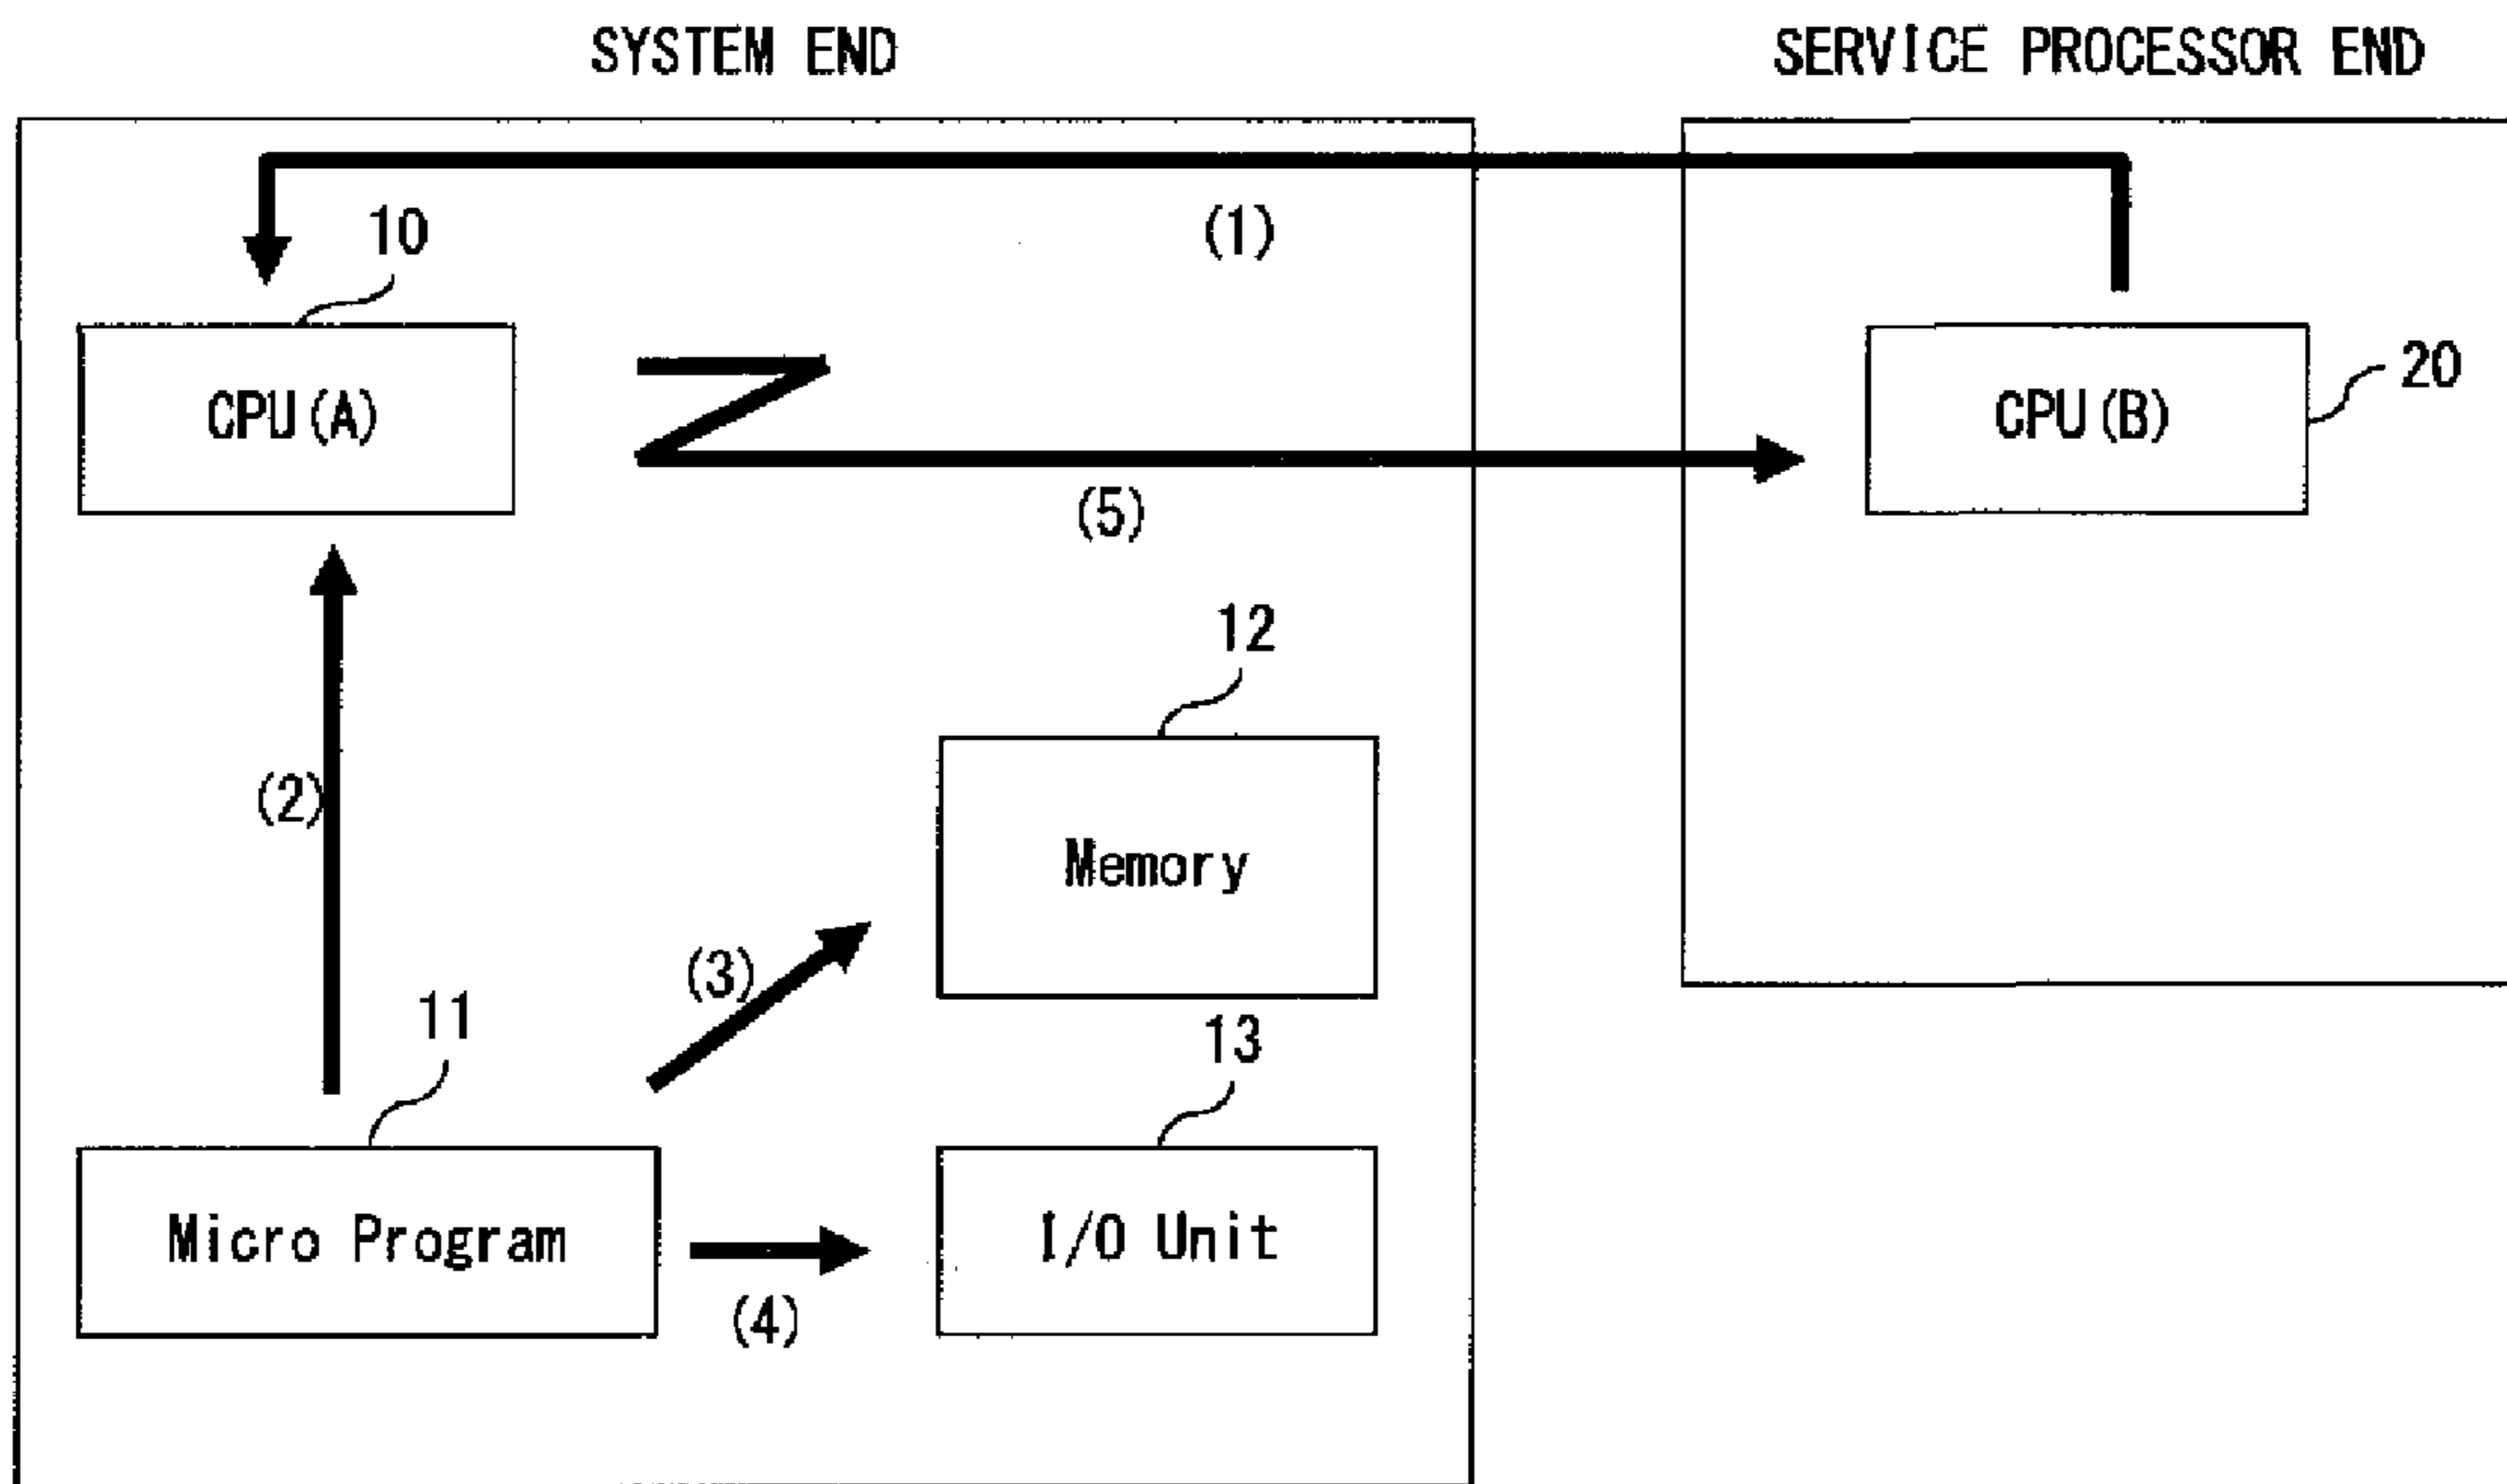 SYSTEM END
SERVICE PROCESSOR END
10
(1)
CPU(A)
CPU(B)
20
(5)
12
(2)
Memory
(3)
11
13
Micro Program
I/O Unit
(4)